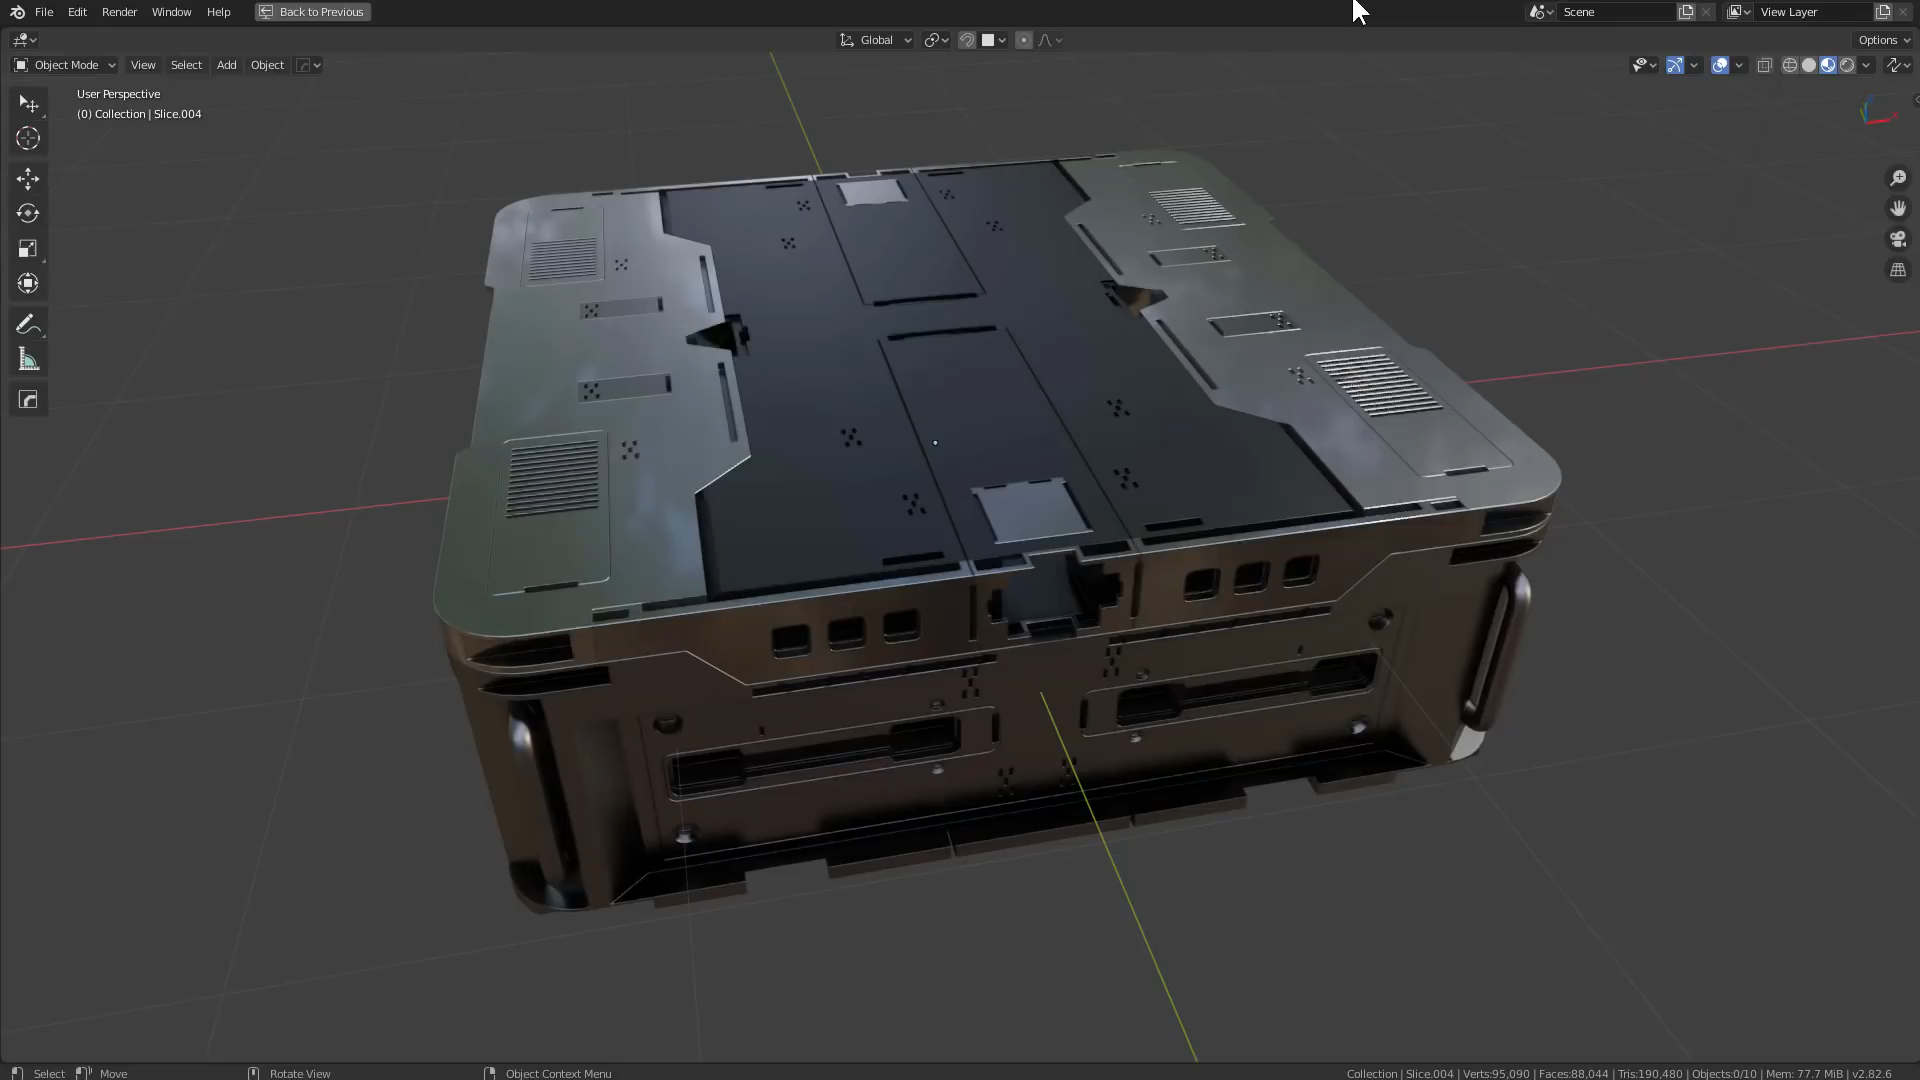 File Edit Render Window Help Back to Previous Scene View Layer
Global Options
Object Mode View Select Add Object
User Perspective
(0) Collection | Slice.004
Select Move Rotate View Object Context Menu Collection | Slice.004 | Verts:95,090 | Faces:88,044 | Tris:190,480 | Objects:0/10 | Mem: 77.7 MiB | v2.82.6